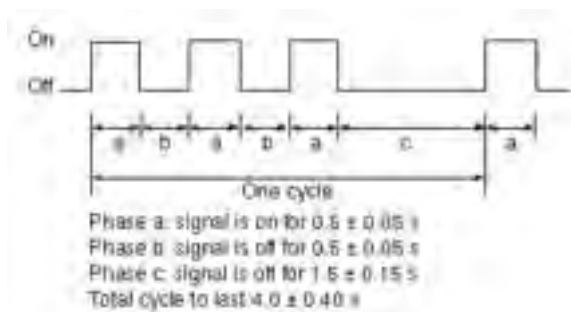 On
Off
a b a b a c a
One cycle
Phase a: signal is on for 0.5 ± 0.05 s
Phase b: signal is off for 0.5 ± 0.05 s
Phase c: signal is off for 1.5 ± 0.15 s
Total cycle to last 4.0 ± 0.40 s